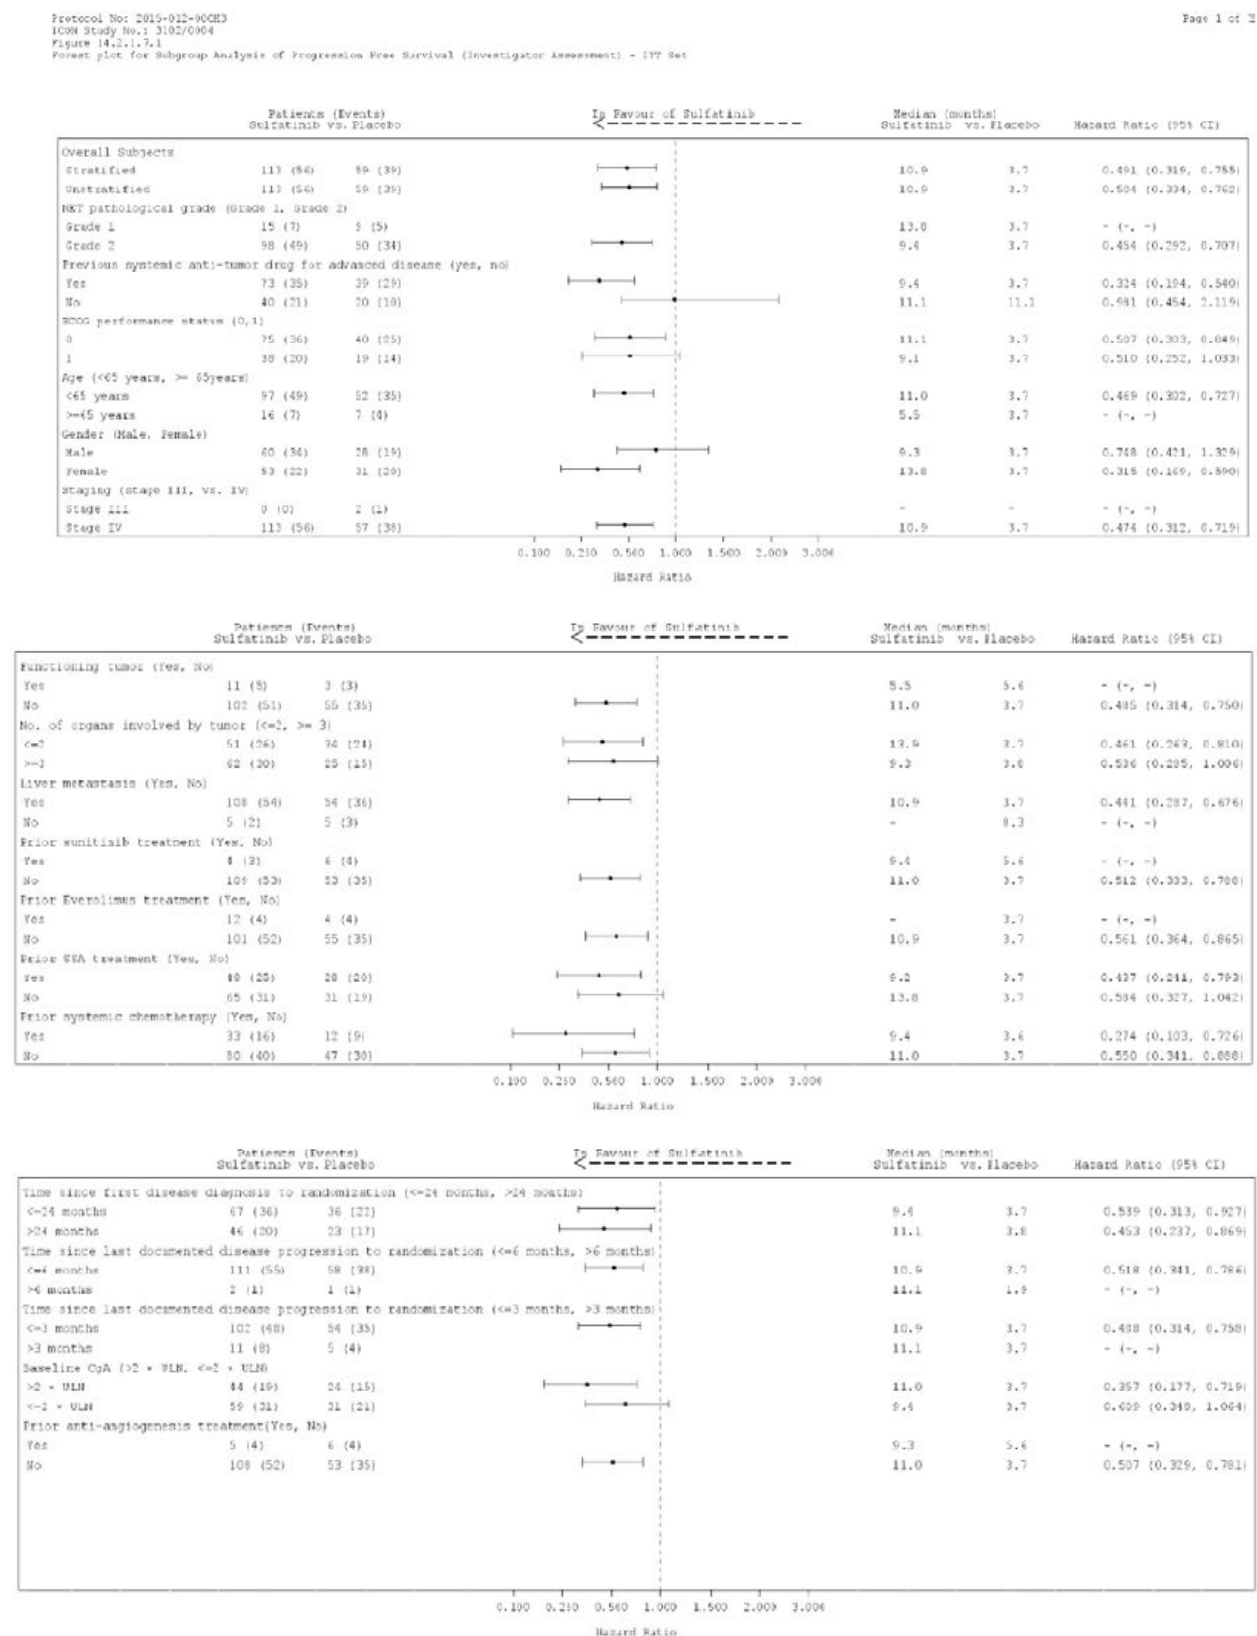 Protocol No: 2015-012-00CH3
Page 1 of 3
ICON Study No.: 3102/0004
Figure 14.2.1.7.1
Forest plot for Subgroup Analysis of Progression Free Survival (Investigator Assessment) - ITT Set
Patients (Events) In Favour of Sulfatinib Median (months)
Sulfatinib vs. Placebo Sulfatinib vs. Placebo Hazard Ratio (95% CI)
Overall Subjects
Stratified 113 (56) 59 (39) 10.9 3.7 0.491 (0.319, 0.755)
Unstratified 113 (56) 59 (39) 10.9 3.7 0.504 (0.334, 0.762)
NET pathological grade (Grade 1, Grade 2)
Grade 1 15 (7) 9 (5) 13.8 3.7 - (-, -)
Grade 2 98 (49) 50 (34) 9.4 3.7 0.454 (0.292, 0.707)
Previous systemic anti-tumor drug for advanced disease (yes, no)
Yes 73 (35) 39 (29) 9.4 3.7 0.324 (0.194, 0.540)
No 40 (21) 20 (10) 11.1 11.1 0.981 (0.454, 2.119)
ECOG performance status (0,1)
0 75 (36) 40 (25) 11.1 3.7 0.507 (0.303, 0.849)
1 38 (20) 19 (14) 9.1 3.7 0.510 (0.252, 1.033)
Age (<65 years, >= 65years)
<65 years 97 (49) 52 (35) 11.0 3.7 0.469 (0.302, 0.727)
>=65 years 16 (7) 7 (4) 5.5 3.7 - (-, -)
Gender (Male, Female)
Male 60 (34) 28 (19) 9.3 3.7 0.748 (0.421, 1.329)
Female 53 (22) 31 (20) 13.8 3.7 0.315 (0.169, 0.590)
Staging (stage III, vs. IV)
Stage III 0 (0) 2 (1) - - - (-, -)
Stage IV 113 (56) 57 (38) 10.9 3.7 0.474 (0.312, 0.719)
0.100 0.250 0.500 1.000 1.500 2.000 3.000
Hazard Ratio
Patients (Events) In Favour of Sulfatinib Median (months)
Sulfatinib vs. Placebo Sulfatinib vs. Placebo Hazard Ratio (95% CI)
Functioning tumor (Yes, No)
Yes 11 (5) 3 (3) 5.5 5.6 - (-, -)
No 102 (51) 55 (35) 11.0 3.7 0.485 (0.314, 0.750)
No. of organs involved by tumor (<=2, >= 3)
<=2 51 (26) 34 (24) 13.9 3.7 0.461 (0.263, 0.810)
>=3 62 (30) 25 (15) 9.3 3.8 0.536 (0.285, 1.006)
Liver metastasis (Yes, No)
Yes 108 (54) 54 (36) 10.9 3.7 0.441 (0.287, 0.676)
No 5 (2) 5 (3) - 8.3 - (-, -)
Prior sunitinib treatment (Yes, No)
Yes 4 (3) 6 (4) 9.4 5.6 - (-, -)
No 109 (53) 53 (35) 11.0 3.7 0.512 (0.333, 0.788)
Prior Everolimus treatment (Yes, No)
Yes 12 (4) 4 (4) - 3.7 - (-, -)
No 101 (52) 55 (35) 10.9 3.7 0.561 (0.364, 0.865)
Prior SSA treatment (Yes, No)
Yes 48 (25) 28 (20) 9.2 3.7 0.437 (0.241, 0.793)
No 65 (31) 31 (19) 13.8 3.7 0.584 (0.327, 1.042)
Prior systemic chemotherapy (Yes, No)
Yes 33 (16) 12 (9) 9.4 3.6 0.274 (0.103, 0.726)
No 80 (40) 47 (30) 11.0 3.7 0.550 (0.341, 0.888)
0.100 0.250 0.500 1.000 1.500 2.000 3.000
Hazard Ratio
Patients (Events) In Favour of Sulfatinib Median (months)
Sulfatinib vs. Placebo Sulfatinib vs. Placebo Hazard Ratio (95% CI)
Time since first disease diagnosis to randomization (<=24 months, >24 months)
<=24 months 67 (36) 36 (22) 9.4 3.7 0.539 (0.313, 0.927)
>24 months 46 (20) 23 (17) 11.1 3.8 0.453 (0.237, 0.869)
Time since last documented disease progression to randomization (<=6 months, >6 months)
<=6 months 111 (55) 58 (38) 10.9 3.7 0.518 (0.341, 0.786)
>6 months 2 (1) 1 (1) 11.1 1.9 - (-, -)
Time since last documented disease progression to randomization (<=3 months, >3 months)
<=3 months 102 (48) 54 (35) 10.9 3.7 0.488 (0.314, 0.758)
>3 months 11 (8) 5 (4) 11.1 3.7 - (-, -)
Baseline CgA (>2 * ULN, <=2 * ULN)
>2 * ULN 44 (19) 24 (15) 11.0 3.7 0.357 (0.177, 0.719)
<=2 * ULN 59 (31) 31 (21) 9.4 3.7 0.609 (0.348, 1.064)
Prior anti-angiogenesis treatment(Yes, No)
Yes 5 (4) 6 (4) 9.3 5.6 - (-, -)
No 108 (52) 53 (35) 11.0 3.7 0.507 (0.329, 0.781)
0.100 0.250 0.500 1.000 1.500 2.000 3.000
Hazard Ratio